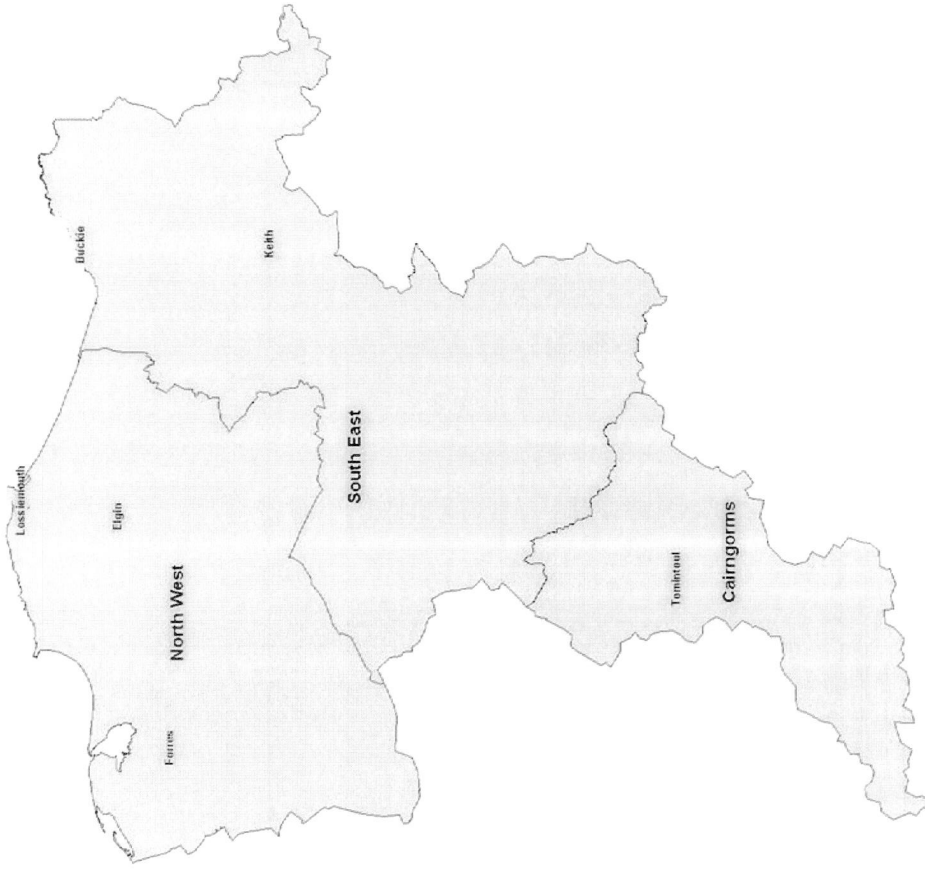 Lossiemouth
Buckie
Elgin
Forres
North West
Keith
South East
Tomintoul
Cairngorms